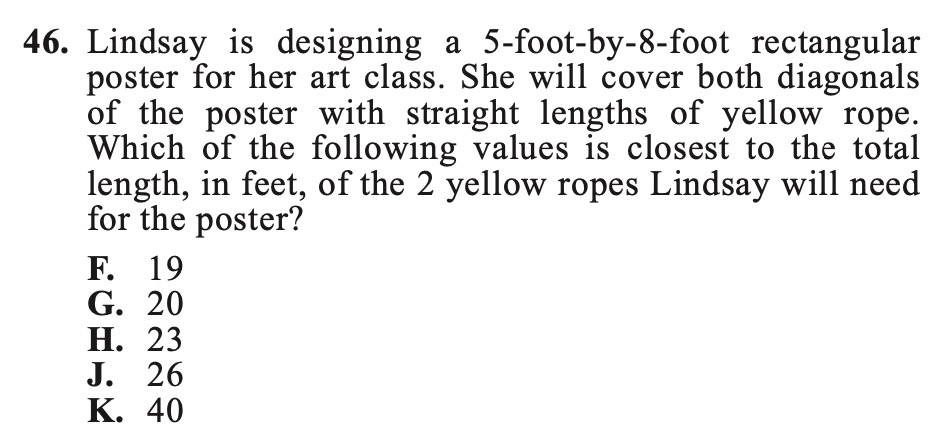 46. Lindsay is designing a 5-foot-by-8-foot rectangular
poster for her art class. She will cover both diagonals
of the poster with straight lengths of yellow rope.
Which of the following values is closest to the total
length, in feet, of the 2 yellow ropes Lindsay will need
for the poster?
F. 19
G. 20
H. 23
J. 26
K. 40